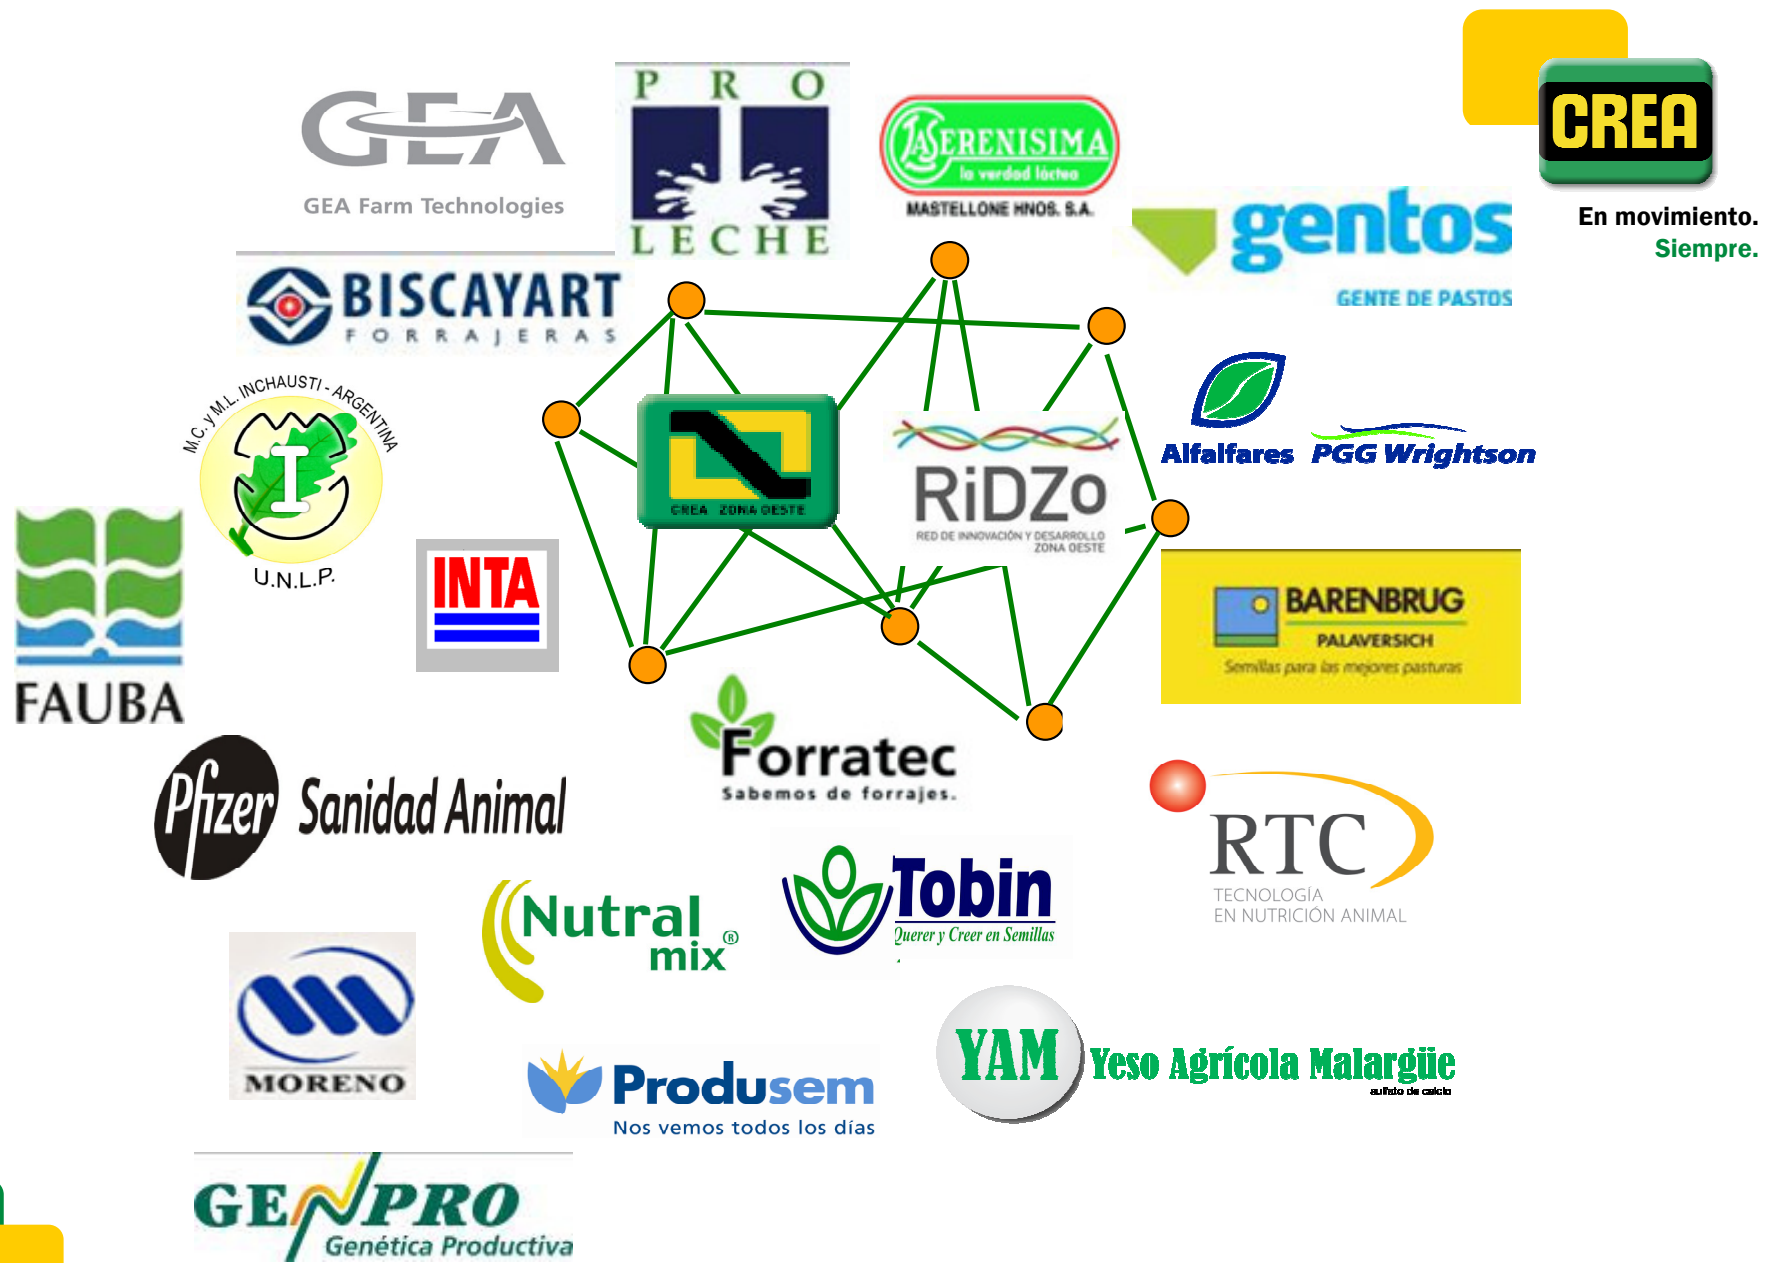 CREA
En movimiento.
Siempre.
GEA
GEA Farm Technologies
PRO
LECHE
LA SERENISIMA
la verdad láctea
MASTELLONE HNOS. S.A.
gentos
GENTE DE PASTOS
BISCAYART
FORRAJERAS
M.C. y M.L. INCHAUSTI - ARGENTINA
I
U.N.L.P.
CREA ZONA OESTE
RiDZo
RED DE INNOVACIÓN Y DESARROLLO
ZONA OESTE
Alfalfares PGG Wrightson
FAUBA
INTA
BARENBRUG
PALAVERSICH
Semillas para las mejores pasturas
Forratec
Sabemos de forrajes.
Pfizer Sanidad Animal
RTC
TECNOLOGÍA
EN NUTRICIÓN ANIMAL
Nutral
mix®
Tobin
Querer y Creer en Semillas
MORENO
YAM Yeso Agrícola Malargüe
sulfato de calcio
Produsem
Nos vemos todos los días
GENPRO
Genética Productiva